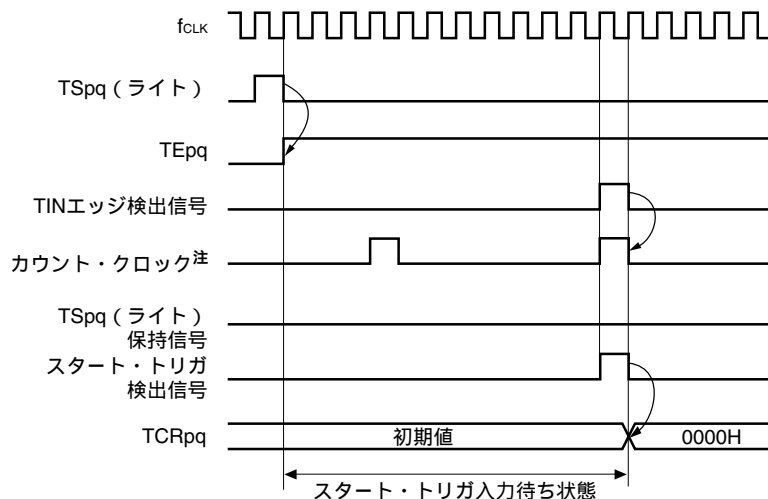 fCLK
TSpq（ライト）
TEpq
TINエッジ検出信号
カウント・クロック注
TSpq（ライト）
保持信号
スタート・トリガ
検出信号
TCRpq
初期値
0000H
スタート・トリガ入力待ち状態